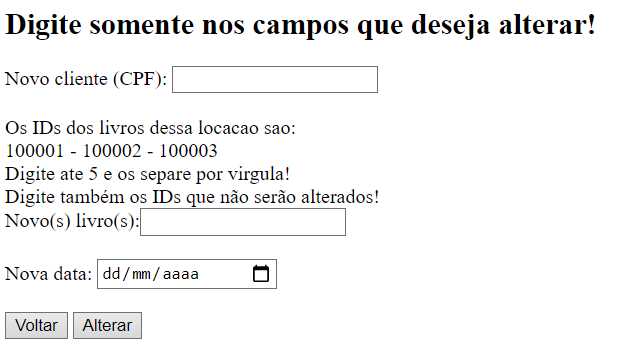 Digite somente nos campos que deseja alterar!
Novo cliente (CPF):
Os IDs dos livros dessa locacao sao:
100001 - 100002 - 100003
Digite ate 5 e os separe por virgula!
Digite também os IDs que não serão alterados!
Novo(s) livro(s):
Nova data: dd/mm/aaaa
Voltar Alterar